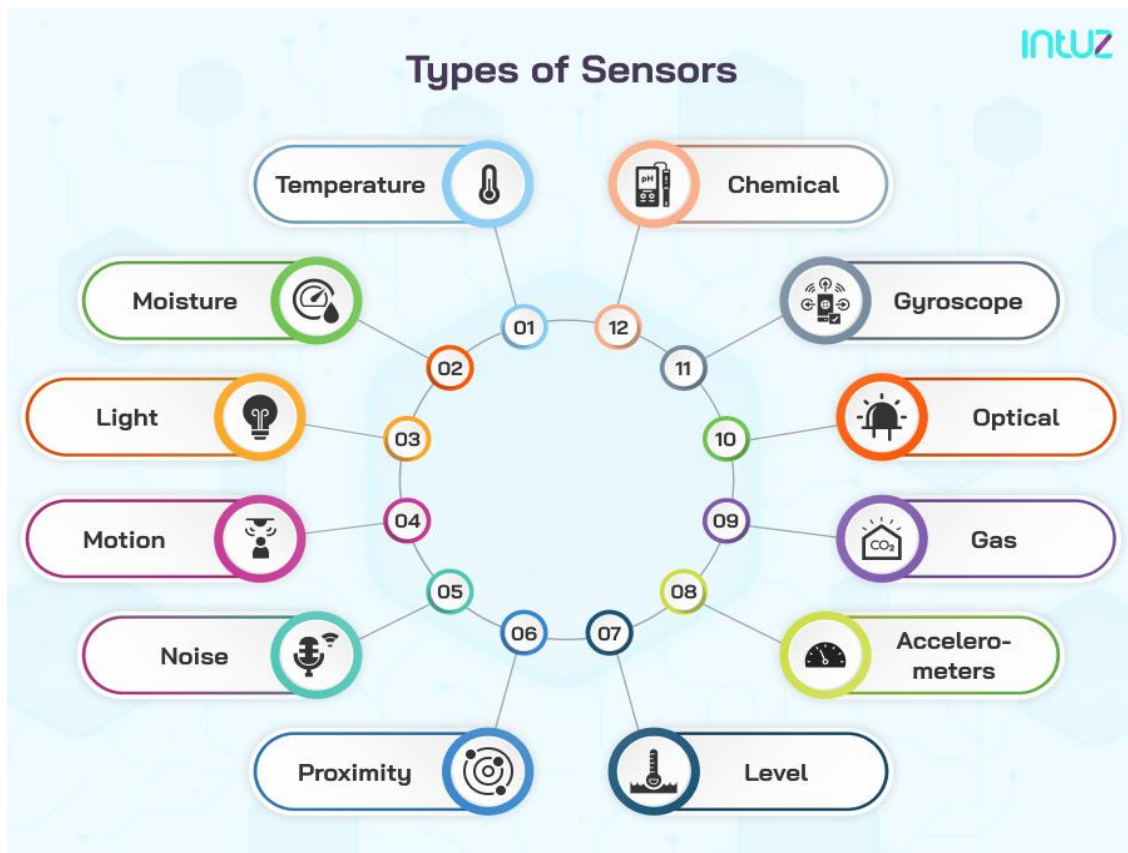 INTUZ
Types of Sensors
Temperature
01
Moisture
02
Light
03
Motion
04
Noise
05
Proximity
06
07
Level
08
Accelero-
meters
09
Gas
CO₂
10
Optical
11
Gyroscope
12
Chemical
pH